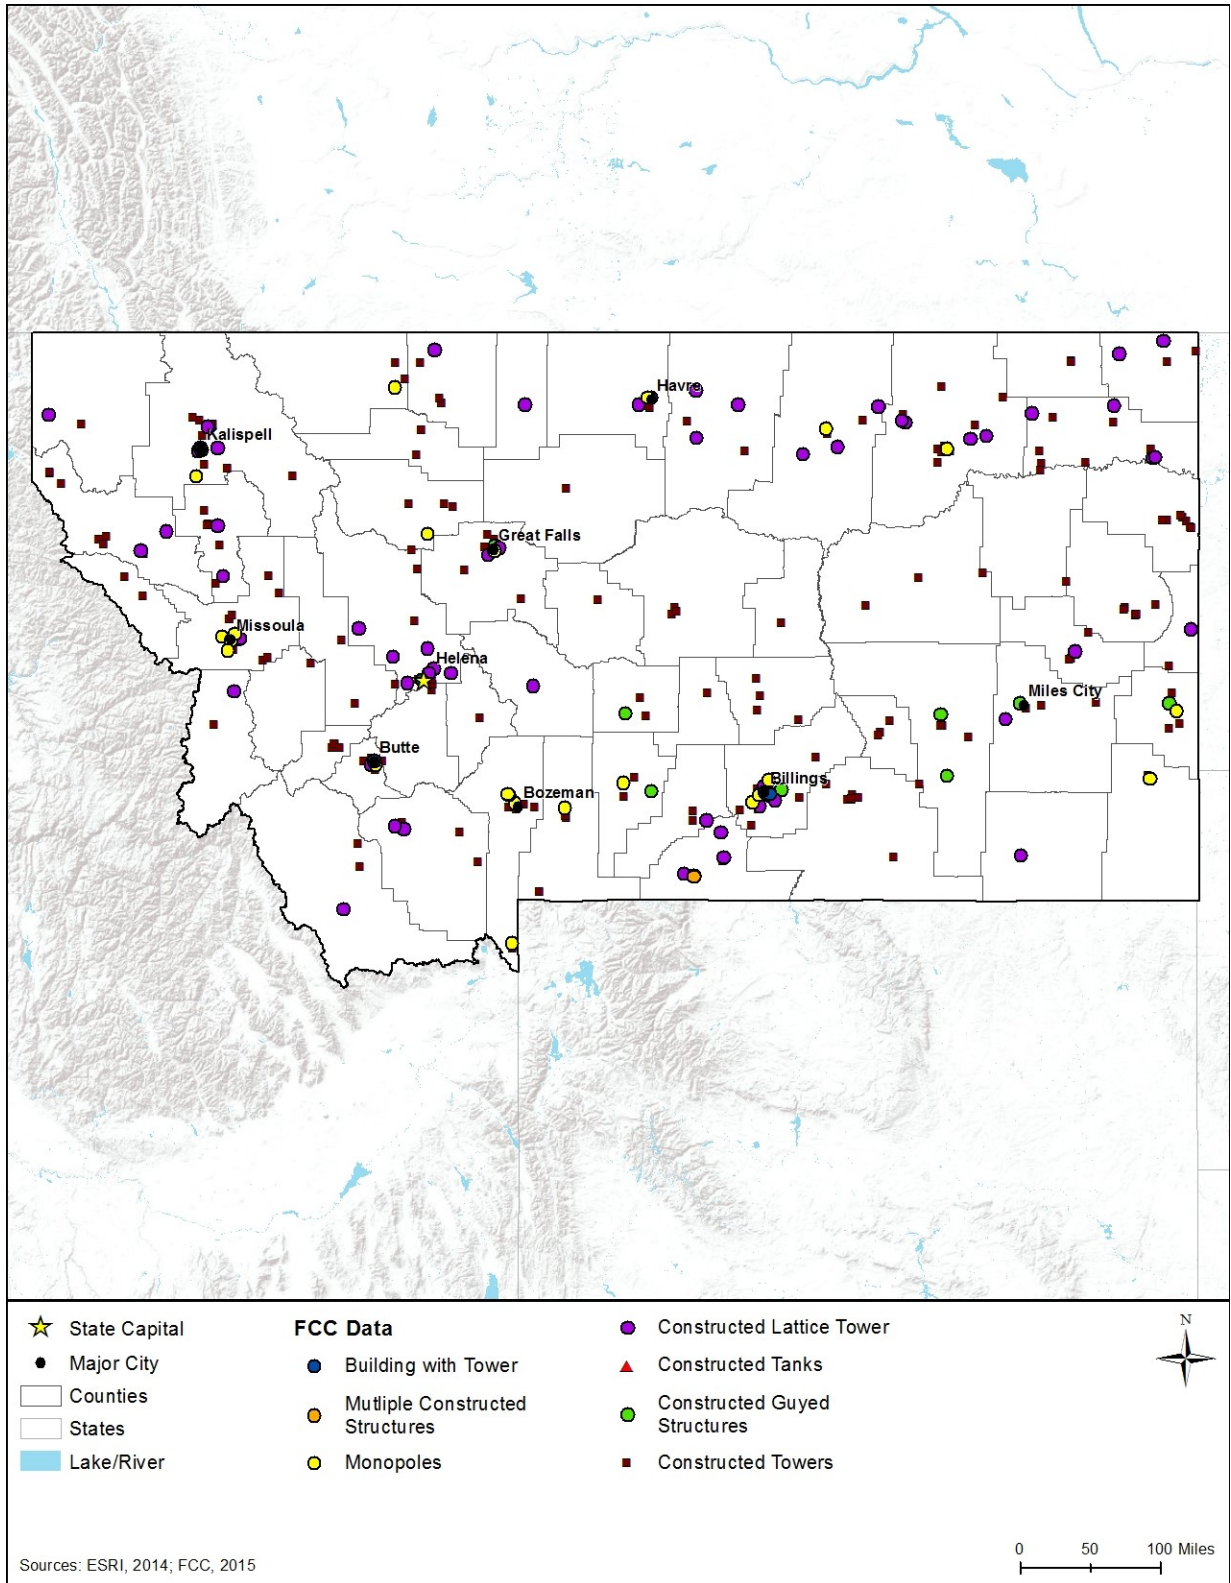 Havre
Kalispell
Great Falls
Missoula
Helena
Miles City
Butte
Billings
Bozeman
State Capital
Major City
Counties
States
Lake/River
FCC Data
Building with Tower
Mutliple Constructed
Structures
Monopoles
Constructed Lattice Tower
Constructed Tanks
Constructed Guyed
Structures
Constructed Towers
N
0 50 100 Miles
Sources: ESRI, 2014; FCC, 2015